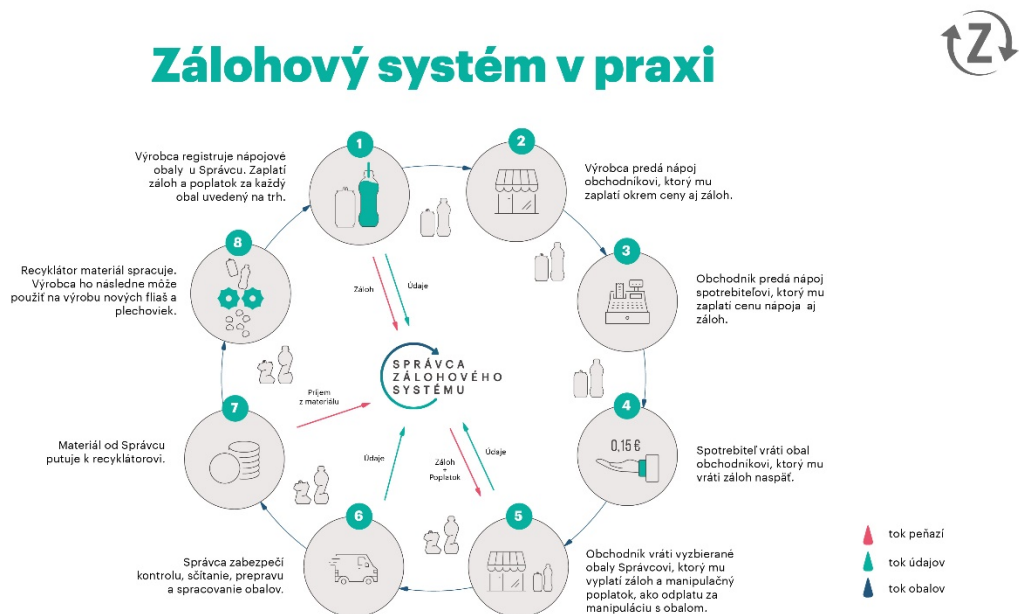 Zálohový systém v praxi
Z
1
Výrobca registruje nápojové
obaly u Správcu. Zaplatí
záloh a poplatok za každý
obal uvedený na trh.
2
Výrobca predá nápoj
obchodníkovi, ktorý mu
zaplatí okrem ceny aj záloh.
3
Obchodník predá nápoj
spotrebiteľovi, ktorý mu
zaplatí cenu nápoja aj
záloh.
4
0,15 €
Spotrebiteľ vráti obal
obchodníkovi, ktorý mu
vráti záloh naspäť.
5
Obchodník vráti vyzbierané
obaly Správcovi, ktorý mu
vyplatí záloh a manipulačný
poplatok, ako odplatu za
manipuláciu s obalom.
6
Správca zabezpečí
kontrolu, sčítanie, prepravu
a spracovanie obalov.
7
Materiál od Správcu
putuje k recyklátorovi.
8
Recyklátor materiál spracuje.
Výrobca ho následne môže
použiť na výrobu nových fliaš a
plechoviek.
Záloh
Údaje
SPRÁVCA
ZÁLOHOVÉHO
SYSTÉMU
Príjem
z materiálu
Údaje
Záloh
+
Poplatok
Údaje
tok peňazí
tok údajov
tok obalov